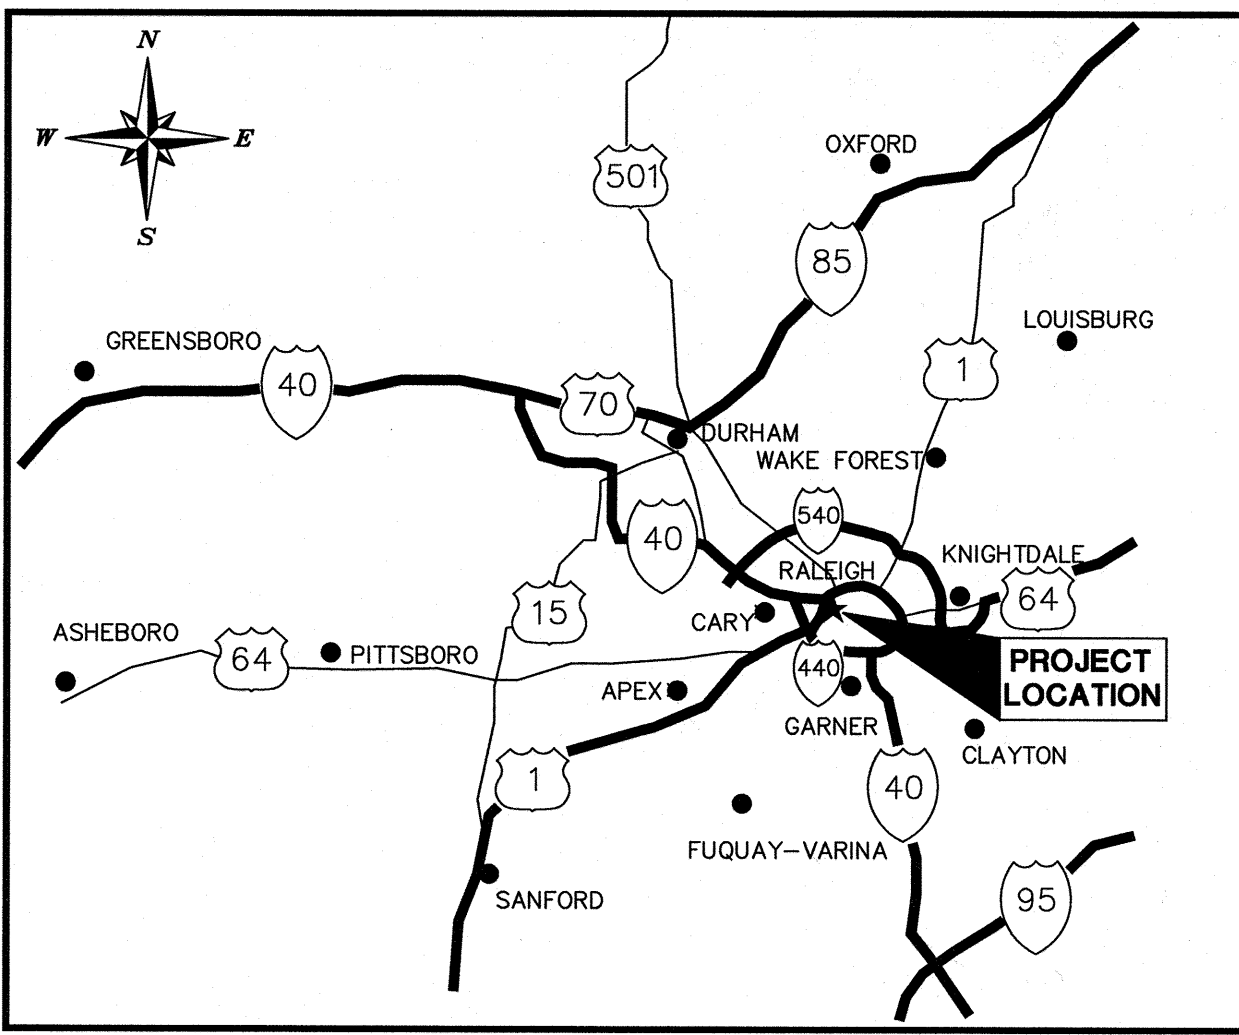 N
W
E
S
501
OXFORD
85
LOUISBURG
GREENSBORO
40
1
70
DURHAM
WAKE FOREST
540
40
KNIGHTDALE
RALEIGH
64
15
CARY
ASHEBORO
64
PITTSBORO
440
PROJECT
LOCATION
APEX
GARNER
CLAYTON
1
40
FUQUAY-VARINA
SANFORD
95